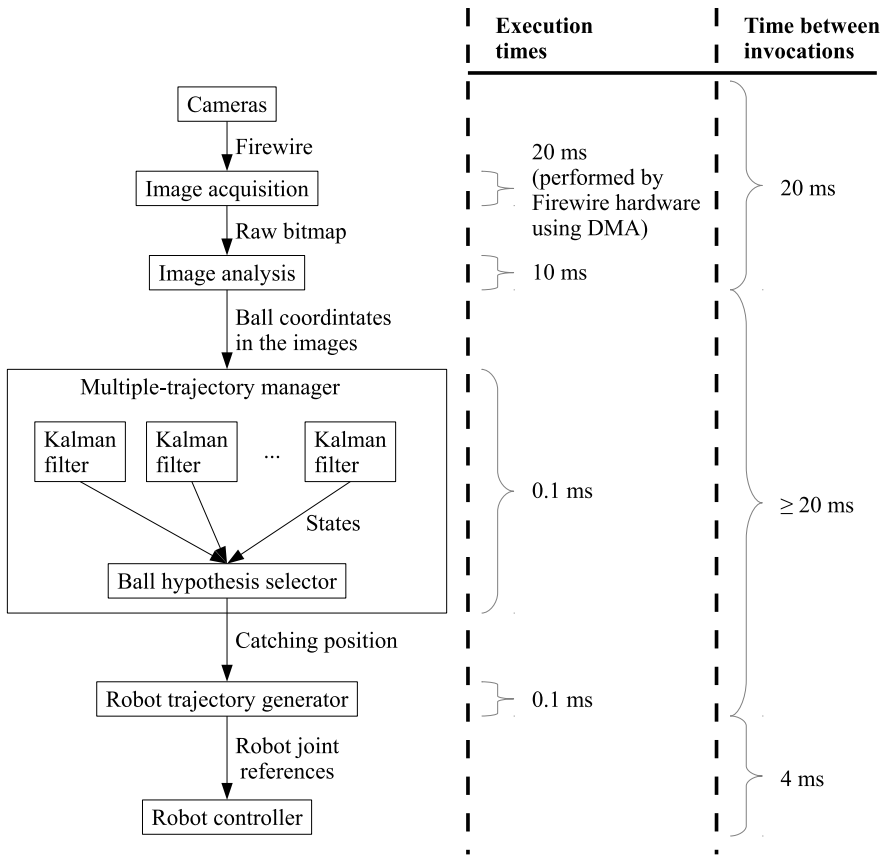 Execution
times
Time between
invocations
Cameras
Firewire
Image acquisition
20 ms
(performed by
Firewire hardware
using DMA)
20 ms
Raw bitmap
Image analysis
10 ms
Ball coordintates
in the images
Multiple-trajectory manager
Kalman
filter
Kalman
filter
...
Kalman
filter
States
0.1 ms
≥ 20 ms
Ball hypothesis selector
Catching position
Robot trajectory generator
0.1 ms
Robot joint
references
4 ms
Robot controller